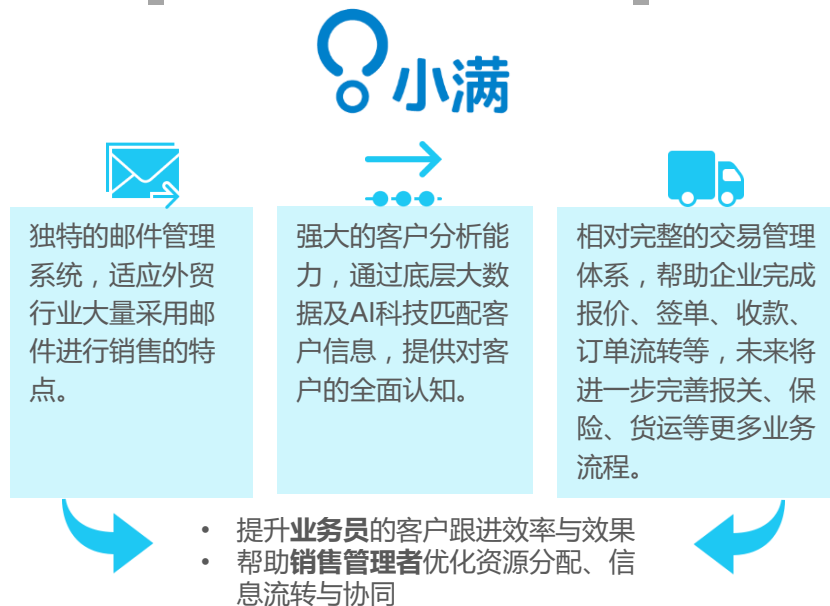 小满
独特的邮件管理
系统，适应外贸
行业大量采用邮
件进行销售的特
点。
强大的客户分析能
力，通过底层大数
据及AI科技匹配客
户信息，提供对客
户的全面认知。
相对完整的交易管理
体系，帮助企业完成
报价、签单、收款、
订单流转等，未来将
进一步完善报关、保
险、货运等更多业务
流程。
• 提升业务员的客户跟进效率与效果
• 帮助销售管理者优化资源分配、信
息流转与协同